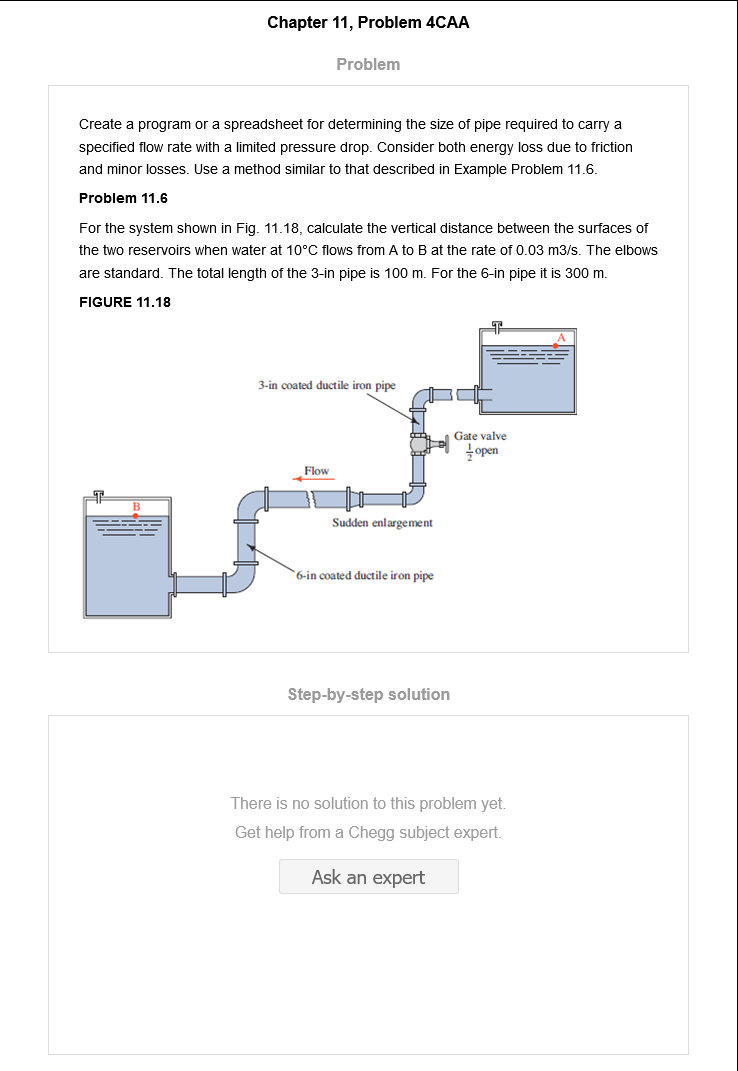 Chapter 11, Problem 4CAA
Problem
Create a program or a spreadsheet for determining the size of pipe required to carry a
specified flow rate with a limited pressure drop. Consider both energy loss due to friction
and minor losses. Use a method similar to that described in Example Problem 11.6.
Problem 11.6
For the system shown in Fig. 11.18, calculate the vertical distance between the surfaces of
the two reservoirs when water at 10°C flows from A to B at the rate of 0.03 m3/s. The elbows
are standard. The total length of the 3-in pipe is 100 m. For the 6-in pipe it is 300 m.
FIGURE 11.18
A
3-in coated ductile iron pipe
Gate valve
1/2 open
Flow
B
Sudden enlargement
6-in coated ductile iron pipe
Step-by-step solution
There is no solution to this problem yet.
Get help from a Chegg subject expert.
Ask an expert